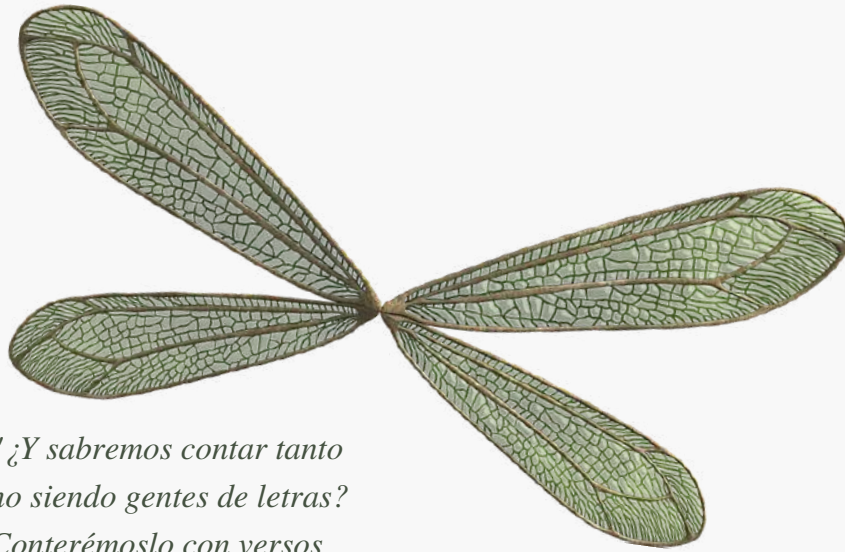 ¿Y sabremos contar tanto
no siendo gentes de letras?
Conterémoslo con versos